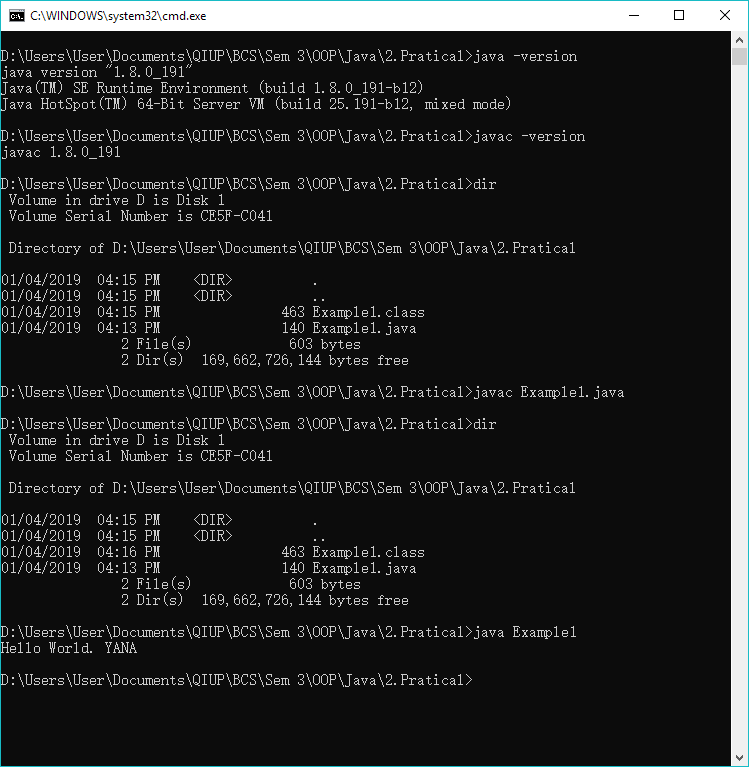 C:\WINDOWS\system32\cmd.exe
D:\Users\User\Documents\QIUP\BCS\Sem 3\OOP\Java\2.Pratical>java -version
java version "1.8.0_191"
Java(TM) SE Runtime Environment (build 1.8.0_191-b12)
Java HotSpot(TM) 64-Bit Server VM (build 25.191-b12, mixed mode)
D:\Users\User\Documents\QIUP\BCS\Sem 3\OOP\Java\2.Pratical>javac -version
javac 1.8.0_191
D:\Users\User\Documents\QIUP\BCS\Sem 3\OOP\Java\2.Pratical>dir
 Volume in drive D is Disk 1
 Volume Serial Number is CE5F-C041
 Directory of D:\Users\User\Documents\QIUP\BCS\Sem 3\OOP\Java\2.Pratical
01/04/2019  04:15 PM    <DIR>          .
01/04/2019  04:15 PM    <DIR>          ..
01/04/2019  04:15 PM               463 Example1.class
01/04/2019  04:13 PM               140 Example1.java
               2 File(s)            603 bytes
               2 Dir(s)  169,662,726,144 bytes free
D:\Users\User\Documents\QIUP\BCS\Sem 3\OOP\Java\2.Pratical>javac Example1.java
D:\Users\User\Documents\QIUP\BCS\Sem 3\OOP\Java\2.Pratical>dir
 Volume in drive D is Disk 1
 Volume Serial Number is CE5F-C041
 Directory of D:\Users\User\Documents\QIUP\BCS\Sem 3\OOP\Java\2.Pratical
01/04/2019  04:15 PM    <DIR>          .
01/04/2019  04:15 PM    <DIR>          ..
01/04/2019  04:16 PM               463 Example1.class
01/04/2019  04:13 PM               140 Example1.java
               2 File(s)            603 bytes
               2 Dir(s)  169,662,726,144 bytes free
D:\Users\User\Documents\QIUP\BCS\Sem 3\OOP\Java\2.Pratical>java Example1
Hello World. YANA
D:\Users\User\Documents\QIUP\BCS\Sem 3\OOP\Java\2.Pratical>